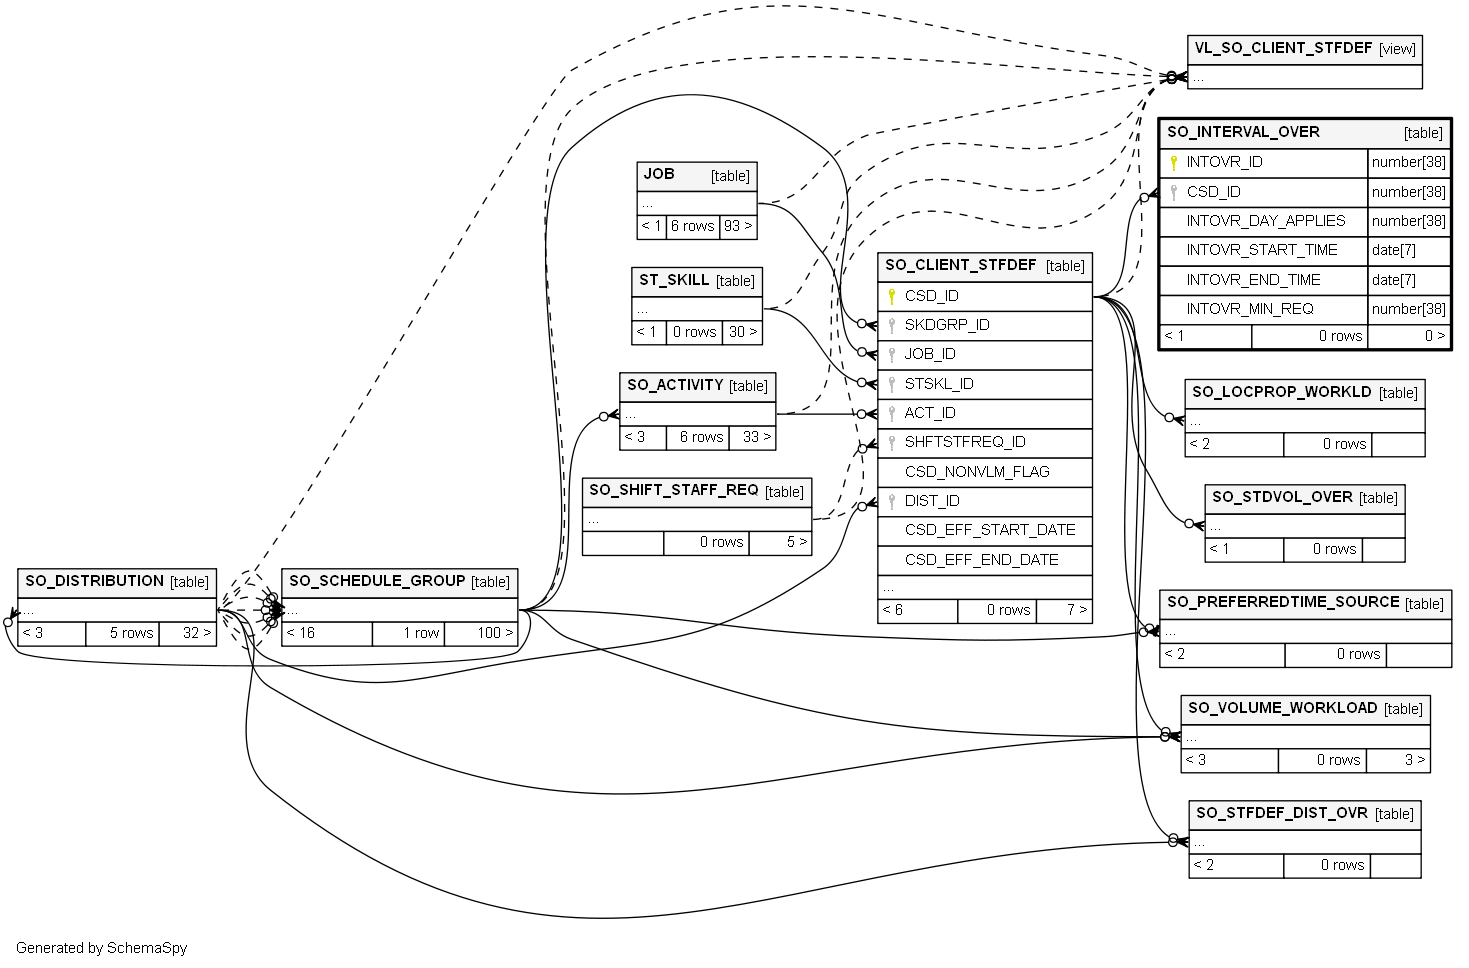 VL_SO_CLIENT_STFDEF [view]
...
SO_INTERVAL_OVER [table]
INTOVR_ID number[38]
CSD_ID number[38]
INTOVR_DAY_APPLIES number[38]
INTOVR_START_TIME date[7]
INTOVR_END_TIME date[7]
INTOVR_MIN_REQ number[38]
< 1 0 rows 0 >
JOB [table]
...
< 1 6 rows 93 >
ST_SKILL [table]
...
< 1 0 rows 30 >
SO_ACTIVITY [table]
...
< 3 6 rows 33 >
SO_SHIFT_STAFF_REQ [table]
...
0 rows 5 >
SO_CLIENT_STFDEF [table]
CSD_ID
SKDGRP_ID
JOB_ID
STSKL_ID
ACT_ID
SHFTSTFREQ_ID
CSD_NONVLM_FLAG
DIST_ID
CSD_EFF_START_DATE
CSD_EFF_END_DATE
...
< 6 0 rows 7 >
SO_LOCPROP_WORKLD [table]
...
< 2 0 rows
SO_STDVOL_OVER [table]
...
< 1 0 rows
SO_DISTRIBUTION [table]
...
< 3 5 rows 32 >
SO_SCHEDULE_GROUP [table]
...
< 16 1 row 100 >
SO_PREFERREDTIME_SOURCE [table]
...
< 2 0 rows
SO_VOLUME_WORKLOAD [table]
...
< 3 0 rows 3 >
SO_STFDEF_DIST_OVR [table]
...
< 2 0 rows
Generated by SchemaSpy